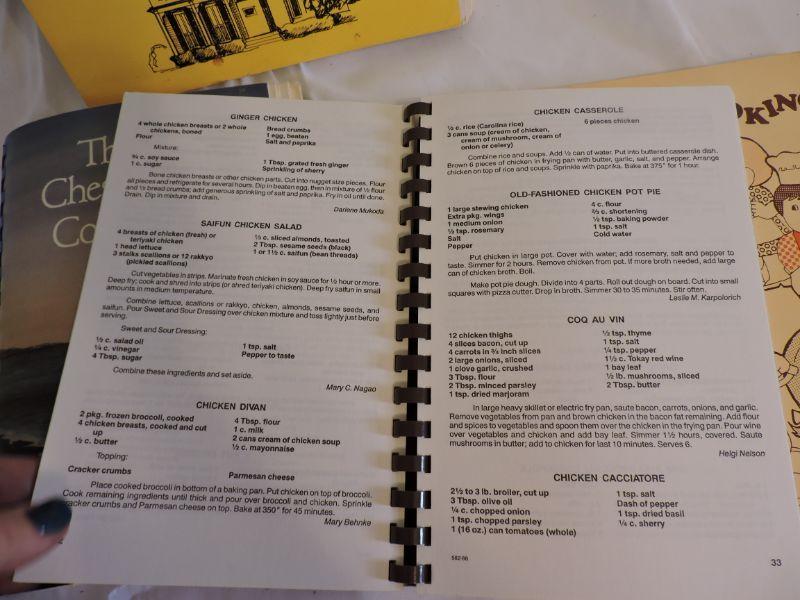 GINGER CHICKEN
4 whole chicken breasts or 2 whole
chickens, boned
Flour
Bread crumbs
1 egg, beaten
Salt and paprika
Mixture:
¾ c. soy sauce
1 c. sugar
1 Tbsp. grated fresh ginger
Sprinkling of sherry
Bone chicken breasts or other chicken parts. Cut into nugget size pieces. Flour
all pieces and refrigerate for several hours. Dip in beaten egg, then in mixture of ½ flour
and ½ bread crumbs; add generous sprinkling of salt and paprika. Fry in oil until done.
Drain. Dip in mixture and drain.
Darlene Mukoda
SAIFUN CHICKEN SALAD
4 breasts of chicken (fresh) or
teriyaki chicken
1 head lettuce
3 stalks scallions or 12 rakkyo
(pickled scallions)
½ c. sliced almonds, toasted
2 Tbsp. sesame seeds (black)
1 or 1½ c. saifun (bean threads)
Cut vegetables in strips. Marinate fresh chicken in soy sauce for ½ hour or more.
Deep fry; cook and shred into strips (or shred teriyaki chicken). Deep fry saifun in small
amounts in medium temperature.
Combine lettuce, scallions or rakkyo, chicken, almonds, sesame seeds, and
saifun. Pour Sweet and Sour Dressing over chicken mixture and toss lightly just before
serving.
Sweet and Sour Dressing:
½ c. salad oil
¼ c. vinegar
4 Tbsp. sugar
1 tsp. salt
Pepper to taste
Combine these ingredients and set aside.
Mary C. Nagao
CHICKEN DIVAN
2 pkg. frozen broccoli, cooked
4 chicken breasts, cooked and cut
up
½ c. butter
4 Tbsp. flour
1 c. milk
2 cans cream of chicken soup
½ c. mayonnaise
Topping:
Cracker crumbs
Parmesan cheese
Place cooked broccoli in bottom of a baking pan. Put chicken on top of broccoli.
Cook remaining ingredients until thick and pour over broccoli and chicken. Sprinkle
cracker crumbs and Parmesan cheese on top. Bake at 350° for 45 minutes.
Mary Behnke
CHICKEN CASSEROLE
½ c. rice (Carolina rice)
3 cans soup (cream of chicken,
cream of mushroom, cream of
onion or celery)
6 pieces chicken
Combine rice and soups. Add ½ can of water. Put into buttered casserole dish.
Brown 6 pieces of chicken in frying pan with butter, garlic, salt, and pepper. Arrange
chicken on top of rice and soups. Sprinkle with paprika. Bake at 375° for 1 hour.
OLD-FASHIONED CHICKEN POT PIE
1 large stewing chicken
Extra pkg. wings
1 medium onion
½ tsp. rosemary
Salt
Pepper
4 c. flour
⅔ c. shortening
½ tsp. baking powder
1 tsp. salt
Cold water
Put chicken in large pot. Cover with water; add rosemary, salt and pepper to
taste. Simmer for 2 hours. Remove chicken from pot. If more broth needed, add large
can of chicken broth. Boil.
Make pot pie dough. Divide into 4 parts. Roll out dough on board. Cut into small
squares with pizza cutter. Drop in broth. Simmer 30 to 35 minutes. Stir often.
Leslie M. Karpolorich
COQ AU VIN
12 chicken thighs
4 slices bacon, cut up
4 carrots in ¾ inch slices
2 large onions, sliced
1 clove garlic, crushed
3 Tbsp. flour
2 Tbsp. minced parsley
1 tsp. dried marjoram
½ tsp. thyme
1 tsp. salt
¼ tsp. pepper
1½ c. Tokay red wine
1 bay leaf
½ lb. mushrooms, sliced
2 Tbsp. butter
In large heavy skillet or electric fry pan, saute bacon, carrots, onions, and garlic.
Remove vegetables from pan and brown chicken in the bacon fat remaining. Add flour
and spices to vegetables and spoon them over the chicken in the frying pan. Pour wine
over vegetables and chicken and add bay leaf. Simmer 1½ hours, covered. Saute
mushrooms in butter; add to chicken for last 10 minutes. Serves 6.
Helgi Nelson
CHICKEN CACCIATORE
2½ to 3 lb. broiler, cut up
3 Tbsp. olive oil
¼ c. chopped onion
1 tsp. chopped parsley
1 (16 oz.) can tomatoes (whole)
1 tsp. salt
Dash of pepper
1 tsp. dried basil
¼ c. sherry
582-96
33